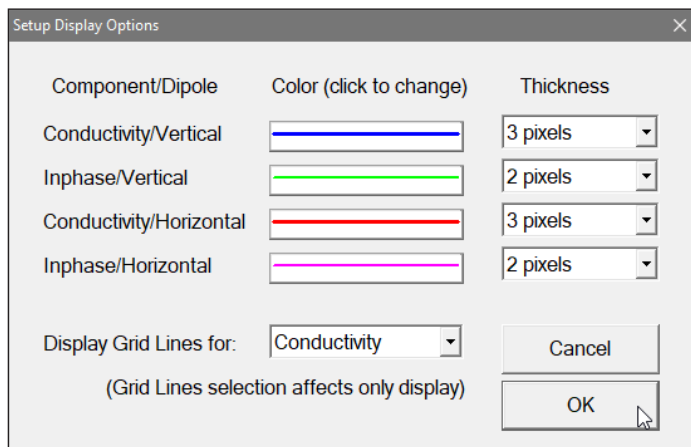 Setup Display Options
Component/Dipole Color (click to change) Thickness
Conductivity/Vertical 3 pixels
Inphase/Vertical 2 pixels
Conductivity/Horizontal 3 pixels
Inphase/Horizontal 2 pixels
Display Grid Lines for: Conductivity Cancel
(Grid Lines selection affects only display)
OK